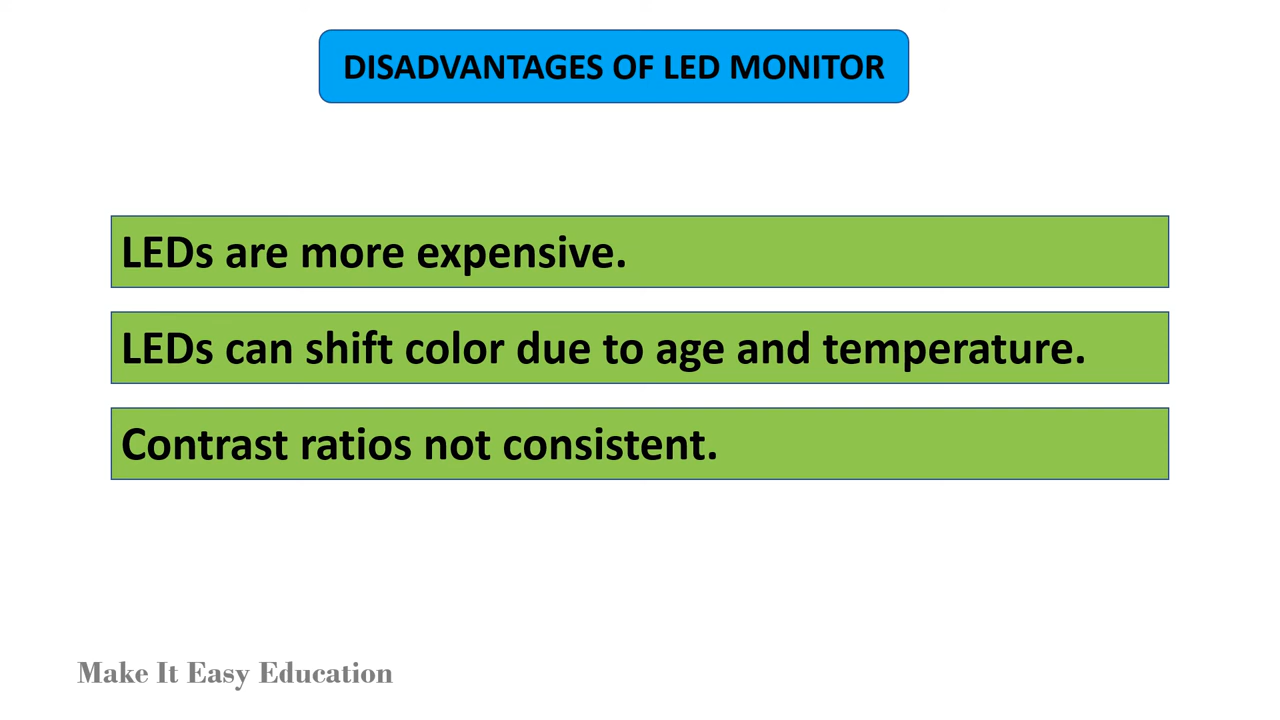 DISADVANTAGES OF LED MONITOR
LEDs are more expensive.
LEDs can shift color due to age and temperature.
Contrast ratios not consistent.
Make It Easy Education